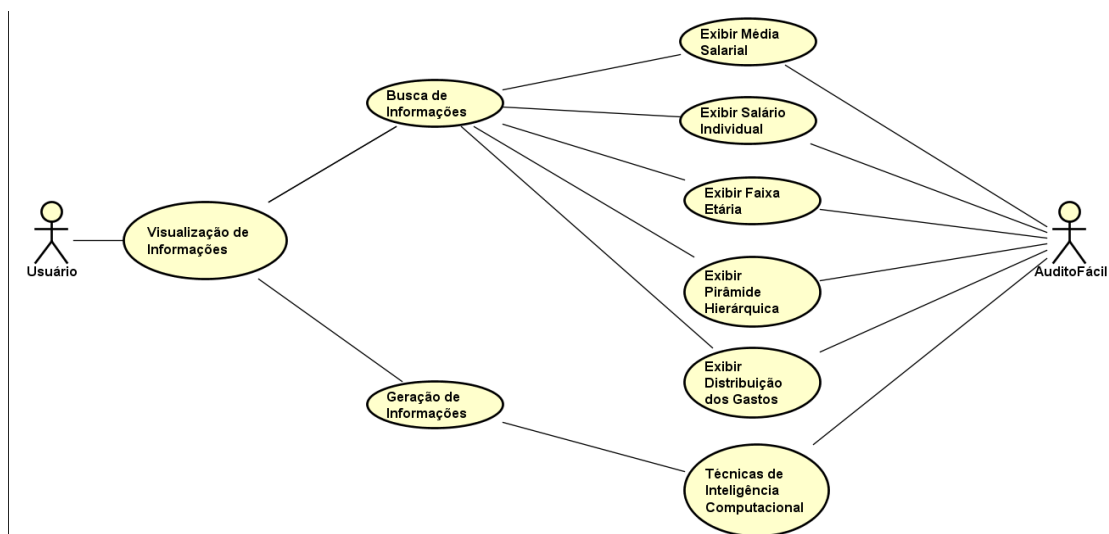 Exibir Média
Salarial
Busca de
Informações
Exibir Salário
Individual
Exibir Faixa
Etária
Visualização de
Informações
Usuário
AuditoFácil
Exibir
Pirâmide
Hierárquica
Exibir
Distribuição
dos Gastos
Geração de
Informações
Técnicas de
Inteligência
Computacional